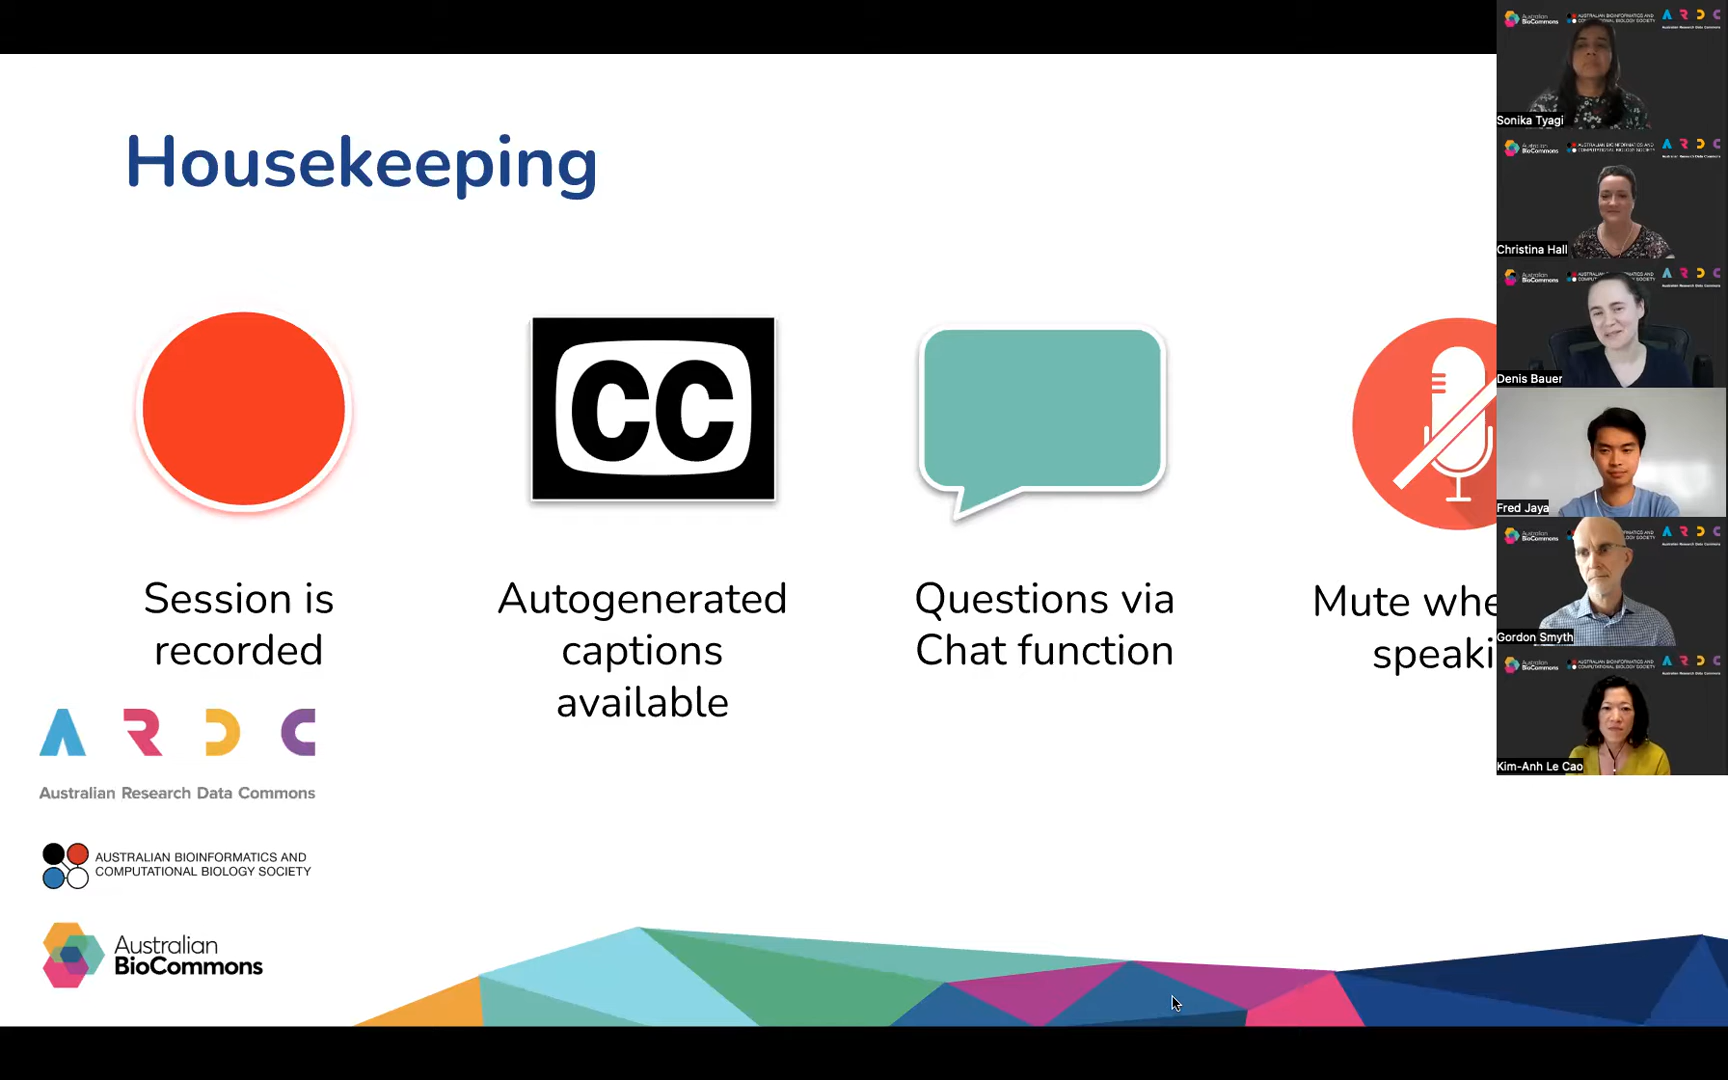 Housekeeping
CC
Session is
recorded
Autogenerated
captions
available
Questions via
Chat function
Mute whe
speaki
A R D C
Australian Research Data Commons
AUSTRALIAN BIOINFORMATICS AND
COMPUTATIONAL BIOLOGY SOCIETY
Australian
BioCommons
Sonika Tyagi
Christina Hall
Denis Bauer
Fred Jaya
Gordon Smyth
Kim-Anh Le Cao